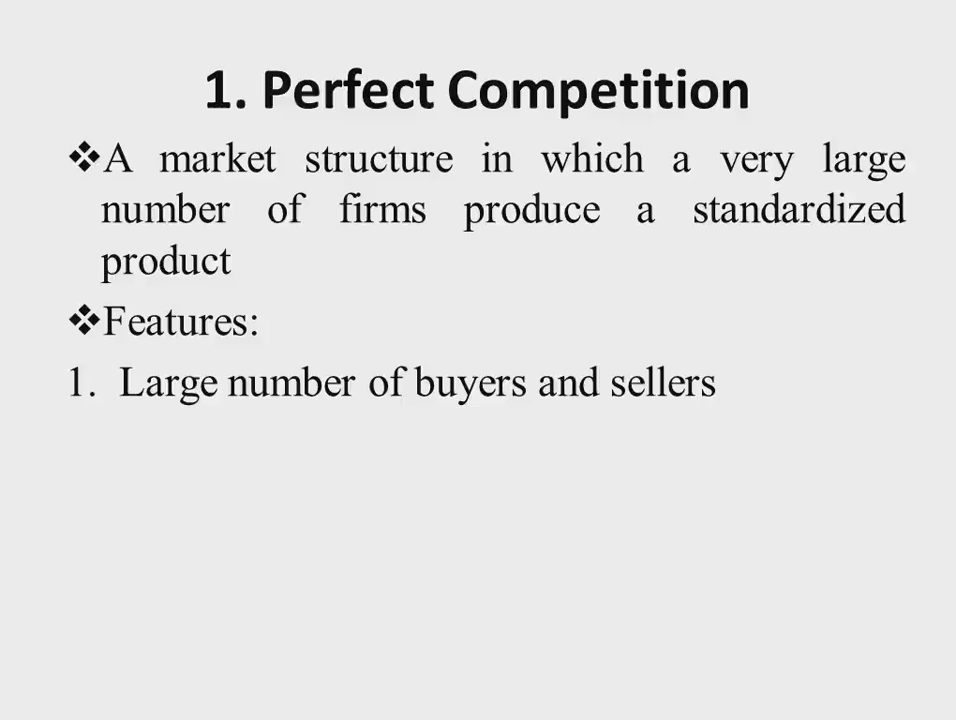 1. Perfect Competition
❖A market structure in which a very large
number of firms produce a standardized
product
❖Features:
1. Large number of buyers and sellers